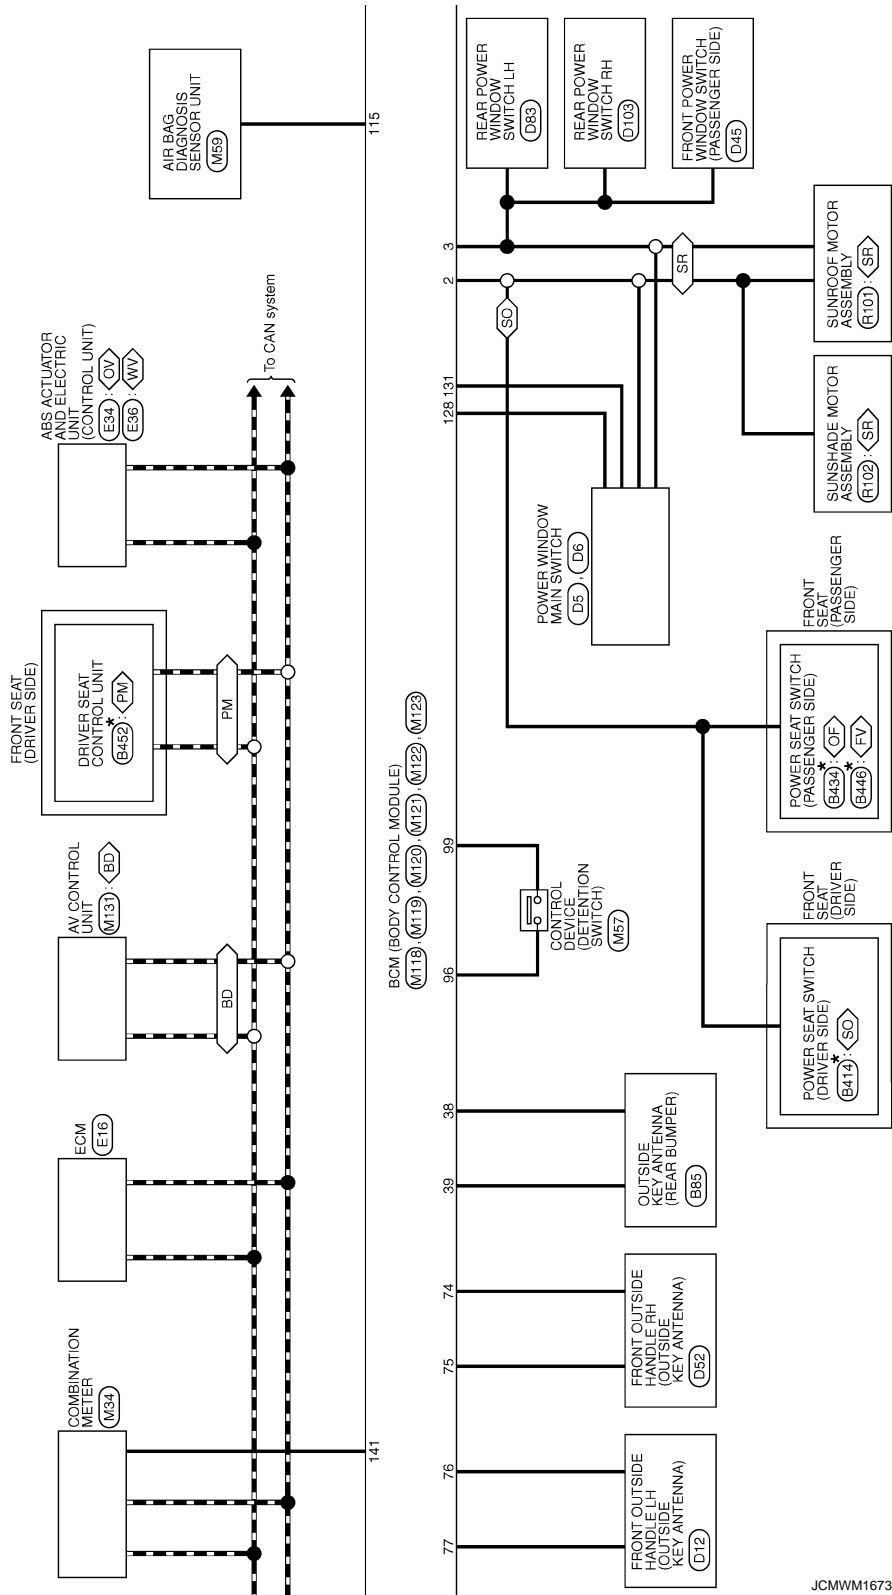 AIR BAG
DIAGNOSIS
SENSOR UNIT
M59
115
ABS ACTUATOR
AND ELECTRIC
UNIT
(CONTROL UNIT)
E34 : OV
E36 : WV
To CAN system
FRONT SEAT
(DRIVER SIDE)
DRIVER SEAT
CONTROL UNIT
B452* : PM
PM
AV CONTROL
UNIT
M131 : BD
BD
ECM
E16
COMBINATION
METER
M34
141
BCM (BODY CONTROL MODULE)
M118 , M119 , M120 , M121 , M122 , M123
REAR POWER
WINDOW
SWITCH LH
D83
REAR POWER
WINDOW
SWITCH RH
D103
FRONT POWER
WINDOW SWITCH
(PASSENGER SIDE)
D45
3
2
SR
SO
SUNROOF MOTOR
ASSEMBLY
R101 : SR
SUNSHADE MOTOR
ASSEMBLY
R102 : SR
131
128
POWER WINDOW
MAIN SWITCH
D5 , D6
FRONT
SEAT
(PASSENGER
SIDE)
POWER SEAT SWITCH
(PASSENGER SIDE)
B434* : OF
B446* : FV
99
96
CONTROL
DEVICE
(DETENTION
SWITCH)
M57
FRONT
SEAT
(DRIVER
SIDE)
POWER SEAT SWITCH
(DRIVER SIDE)
B414* : SO
38
39
OUTSIDE
KEY ANTENNA
(REAR BUMPER)
B85
74
75
FRONT OUTSIDE
HANDLE RH
(OUTSIDE
KEY ANTENNA)
D52
76
77
FRONT OUTSIDE
HANDLE LH
(OUTSIDE
KEY ANTENNA)
D12
JCMWM1673